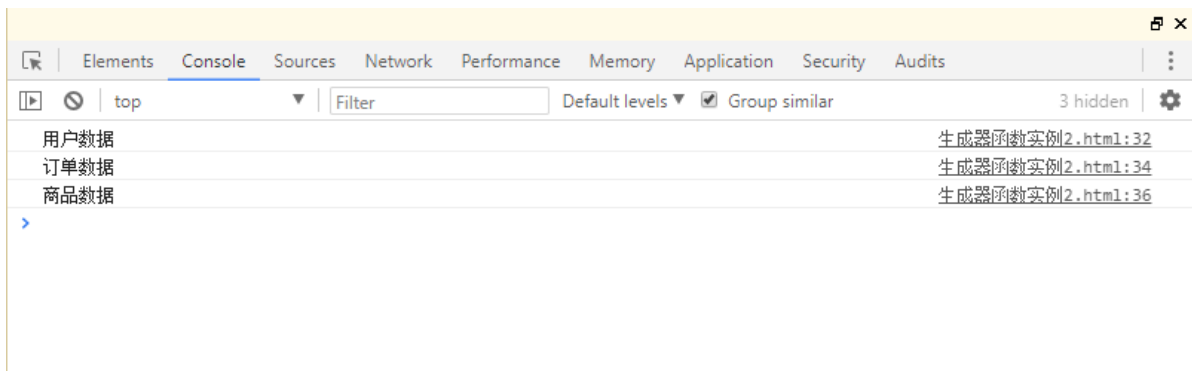 Elements Console Sources Network Performance Memory Application Security Audits
top Filter Default levels Group similar 3 hidden
用户数据 生成器函数实例2.html:32
订单数据 生成器函数实例2.html:34
商品数据 生成器函数实例2.html:36